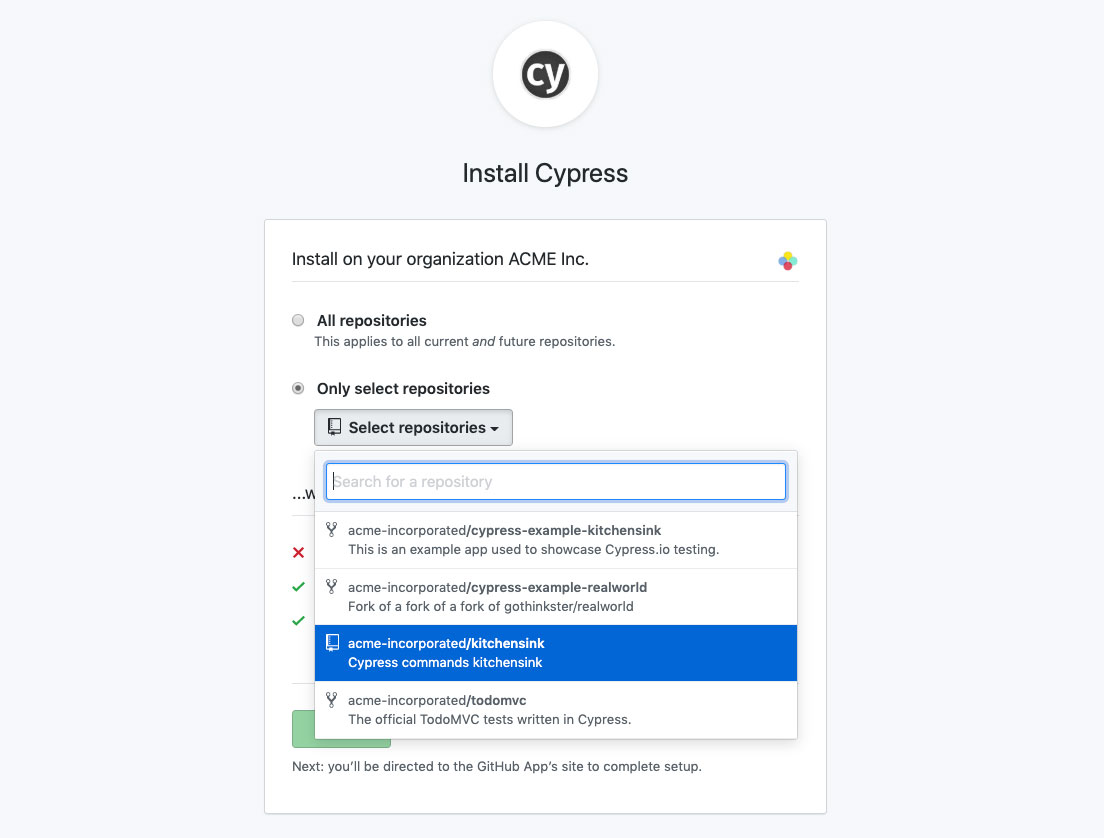 cy
Install Cypress
Install on your organization ACME Inc.
All repositories
This applies to all current and future repositories.
Only select repositories
Select repositories
Search for a repository
acme-incorporated/cypress-example-kitchensink
This is an example app used to showcase Cypress.io testing.
acme-incorporated/cypress-example-realworld
Fork of a fork of a fork of gothinkster/realworld
acme-incorporated/kitchensink
Cypress commands kitchensink
acme-incorporated/todomvc
The official TodoMVC tests written in Cypress.
Next: you’ll be directed to the GitHub App’s site to complete setup.